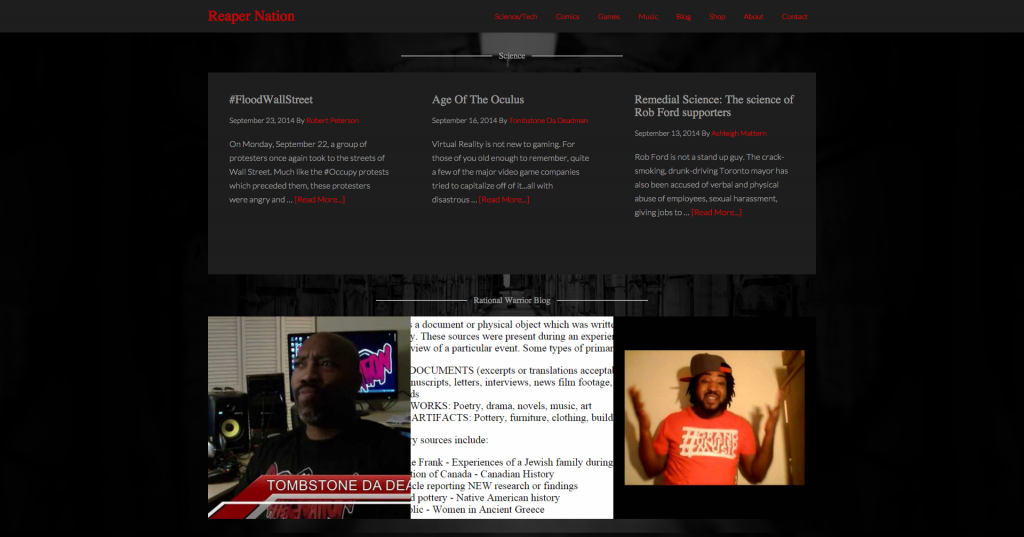 Reaper Nation
Science/Tech Comics Games Music Blog Shop About Contact
Science
#FloodWallStreet
September 23, 2014 By Robert Peterson
On Monday, September 22, a group of
protesters once again took to the streets of
Wall Street. Much like the #Occupy protests
which preceded them, these protesters
were angry and ... [Read More...]
Age Of The Oculus
September 16, 2014 By Tombstone Da Deadman
Virtual Reality is not new to gaming. For
those of you old enough to remember, quite
a few of the major video game companies
tried to capitalize off of it...all with
disastrous ... [Read More...]
Remedial Science: The science of
Rob Ford supporters
September 13, 2014 By Ashleigh Mattern
Rob Ford is not a stand up guy. The crack-
smoking, drunk-driving Toronto mayor has
also been accused of verbal and physical
abuse of employees, sexual harassment,
giving jobs to ... [Read More...]
Rational Warrior Blog
TOMBSTONE DA DEA
s a document or physical object which was writte
y. These sources were present during an experien
view of a particular event. Some types of primar
DOCUMENTS (excerpts or translations acceptab
nuscripts, letters, interviews, news film footage,
ds
WORKS: Poetry, drama, novels, music, art
ARTIFACTS: Pottery, furniture, clothing, build
ry sources include:
e Frank - Experiences of a Jewish family during
tion of Canada - Canadian History
cle reporting NEW research or findings
d pottery - Native American history
blic - Women in Ancient Greece